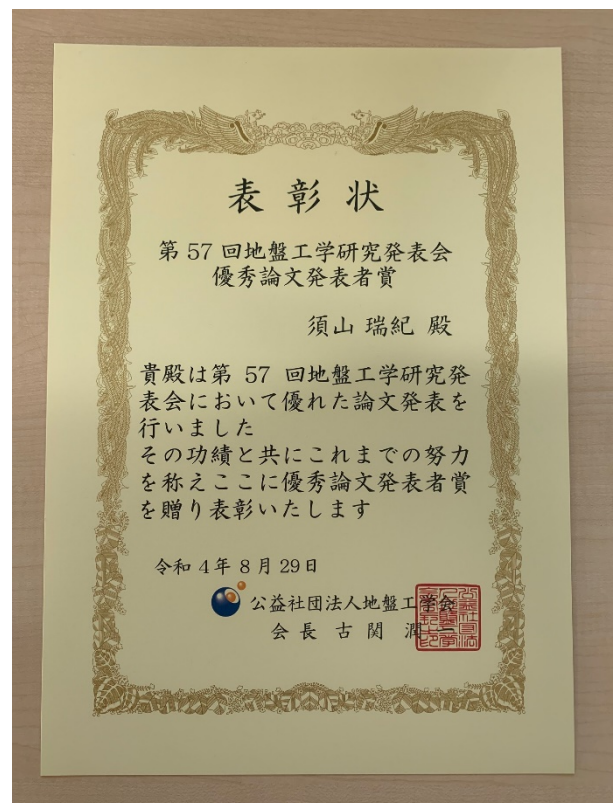 表彰状
第 57 回地盤工学研究発表会
優秀論文発表者賞
須山 瑞紀 殿
貴殿は第 57 回地盤工学研究発
表会において優れた論文発表を
行いました
その功績と共にこれまでの努力
を称えここに優秀論文発表者賞
を贈り表彰いたします
令和 4 年 8 月 29 日
公益社団法人地盤工学会
会長 古関 潤一